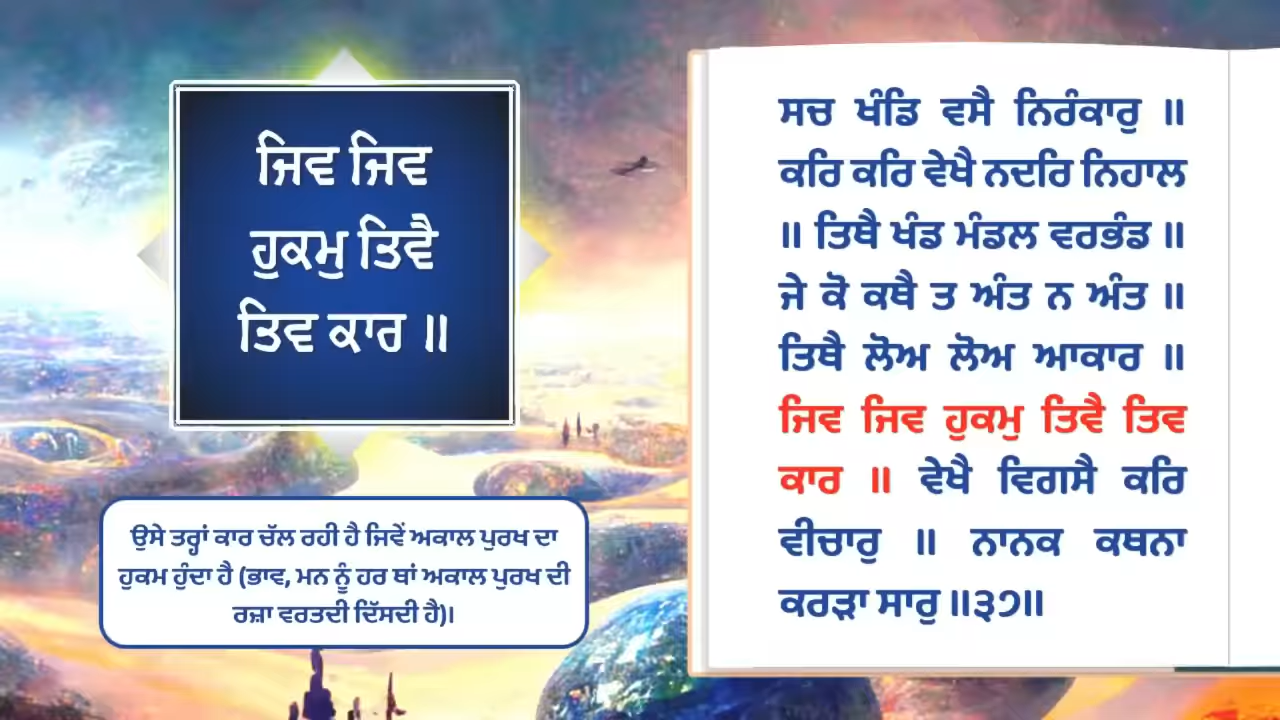 ਜਿਵ ਜਿਵ
ਹੁਕਮੁ ਤਿਵੈ
ਤਿਵ ਕਾਰ ॥
ਉਸੇ ਤਰ੍ਹਾਂ ਕਾਰ ਚੱਲ ਰਹੀ ਹੈ ਜਿਵੇਂ ਅਕਾਲ ਪੁਰਖ ਦਾ
ਹੁਕਮ ਹੁੰਦਾ ਹੈ (ਭਾਵ, ਮਨ ਨੂੰ ਹਰ ਥਾਂ ਅਕਾਲ ਪੁਰਖ ਦੀ
ਰਜ਼ਾ ਵਰਤਦੀ ਦਿੱਸਦੀ ਹੈ)।
ਸਚ ਖੰਡਿ ਵਸੈ ਨਿਰੰਕਾਰੁ ॥
ਕਰਿ ਕਰਿ ਵੇਖੈ ਨਦਰਿ ਨਿਹਾਲ
॥ ਤਿਥੈ ਖੰਡ ਮੰਡਲ ਵਰਭੰਡ ॥
ਜੇ ਕੋ ਕਥੈ ਤ ਅੰਤ ਨ ਅੰਤ ॥
ਤਿਥੈ ਲੋਅ ਲੋਅ ਆਕਾਰ ॥
ਜਿਵ ਜਿਵ ਹੁਕਮੁ ਤਿਵੈ ਤਿਵ
ਕਾਰ ॥ ਵੇਖੈ ਵਿਗਸੈ ਕਰਿ
ਵੀਚਾਰੁ ॥ ਨਾਨਕ ਕਥਨਾ
ਕਰੜਾ ਸਾਰੁ ॥੩੭॥